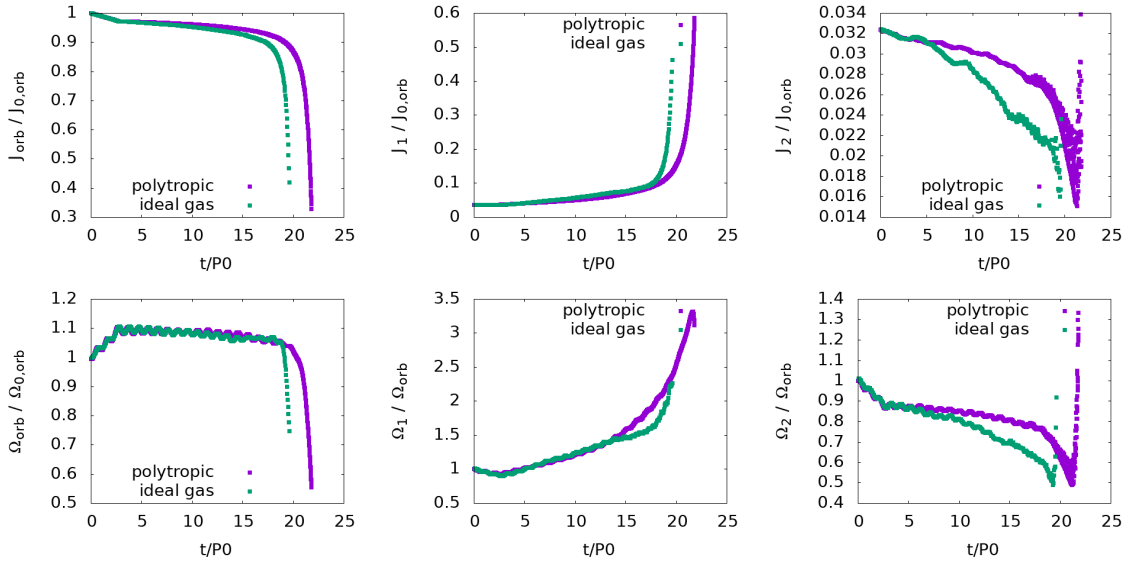 J_orb / J_0,orb
1
0.9
0.8
0.7
0.6
0.5
0.4
0.3
polytropic
ideal gas
0 5 10 15 20 25
t/P0
J_1 / J_0,orb
0.6
0.5
0.4
0.3
0.2
0.1
0
polytropic
ideal gas
0 5 10 15 20 25
t/P0
J_2 / J_0,orb
0.034
0.032
0.03
0.028
0.026
0.024
0.022
0.02
0.018
0.016
0.014
polytropic
ideal gas
0 5 10 15 20 25
t/P0
Ω_orb / Ω_0,orb
1.2
1.1
1
0.9
0.8
0.7
0.6
0.5
polytropic
ideal gas
0 5 10 15 20 25
t/P0
Ω_1 / Ω_orb
3.5
3
2.5
2
1.5
1
0.5
polytropic
ideal gas
0 5 10 15 20 25
t/P0
Ω_2 / Ω_orb
1.4
1.3
1.2
1.1
1
0.9
0.8
0.7
0.6
0.5
0.4
polytropic
ideal gas
0 5 10 15 20 25
t/P0